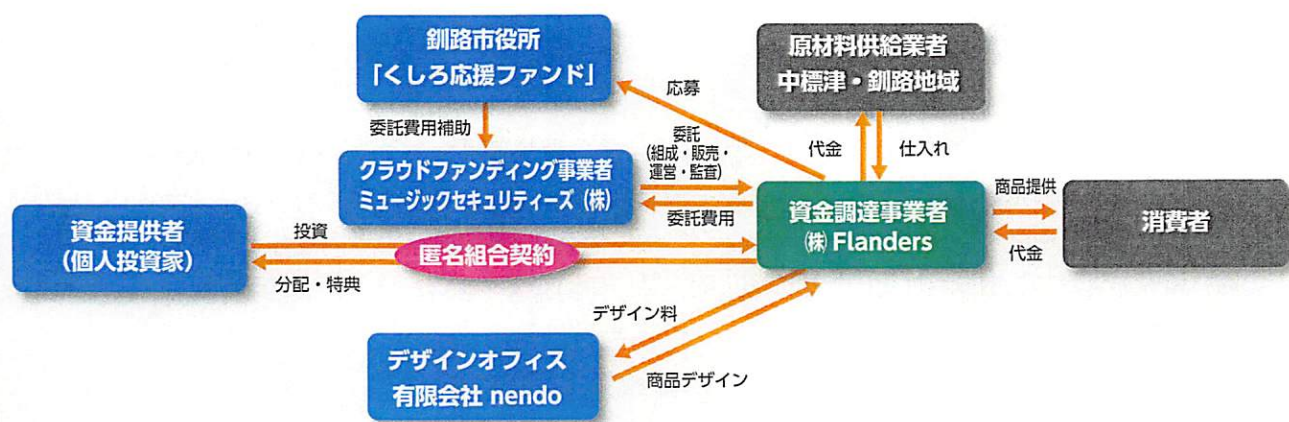 釧路市役所
「くしろ応援ファンド」
原材料供給業者
中標津・釧路地域
応募
委託費用補助
委託
(組成・販売・
運営・監査)
代金
仕入れ
クラウドファンディング事業者
ミュージックセキュリティーズ(株)
商品提供
委託費用
資金調達事業者
㈱ Flanders
消費者
資金提供者
(個人投資家)
投資
匿名組合契約
代金
分配・特典
デザイン料
デザインオフィス
有限会社 nendo
商品デザイン